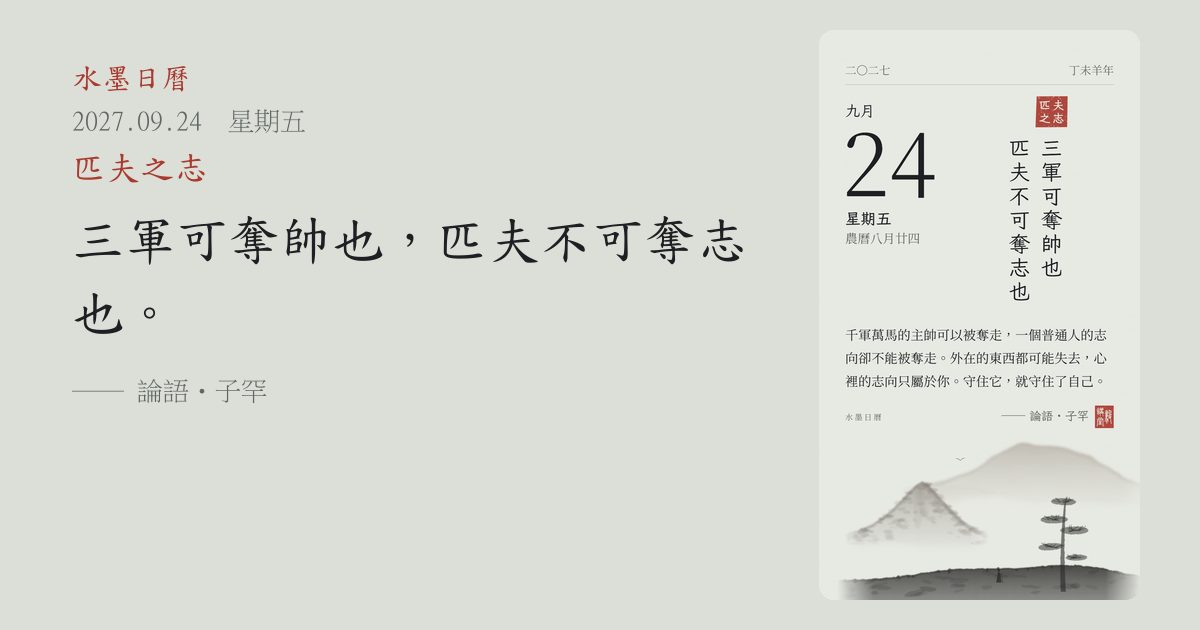 水墨日曆
2027.09.24 星期五
匹夫之志
三軍可奪帥也，匹夫不可奪志
也。
—— 論語・子罕
二〇二七
丁未羊年
九月
24
星期五
農曆八月廿四
匹夫
之志
三軍可奪帥也
匹夫不可奪志也
千軍萬馬的主帥可以被奪走，一個普通人的志
向卻不能被奪走。外在的東西都可能失去，心
裡的志向只屬於你。守住它，就守住了自己。
水墨日曆
—— 論語・子罕